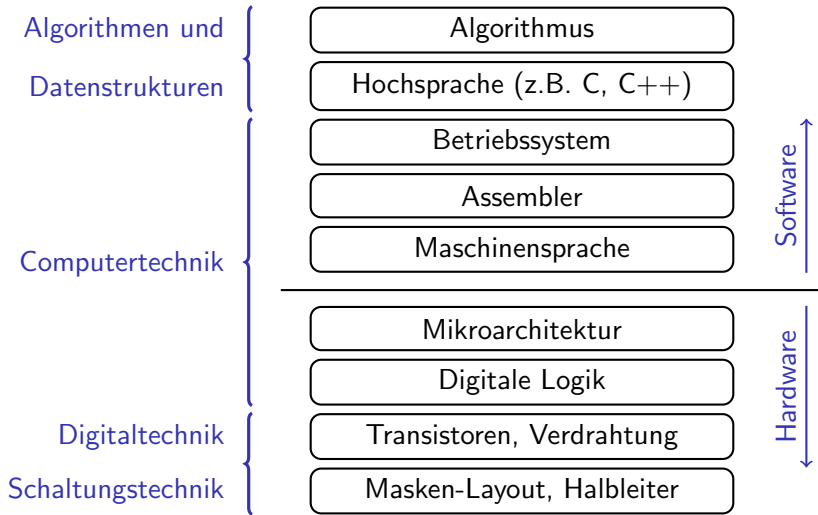 Algorithmen und
Datenstrukturen
Computertechnik
Digitaltechnik
Schaltungstechnik
Algorithmus
Hochsprache (z.B. C, C++)
Betriebssystem
Assembler
Maschinensprache
Mikroarchitektur
Digitale Logik
Transistoren, Verdrahtung
Masken-Layout, Halbleiter
Software
Hardware